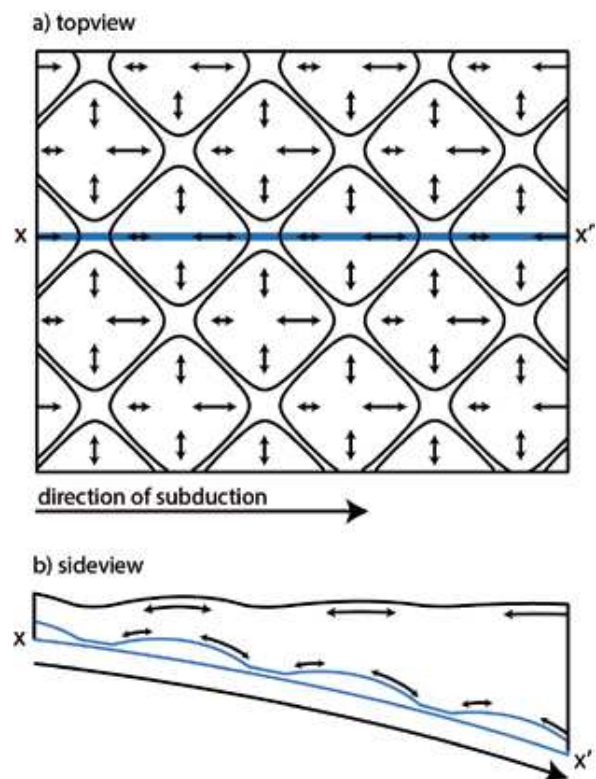 a) topview
X X'
direction of subduction
b) sideview
X
X'